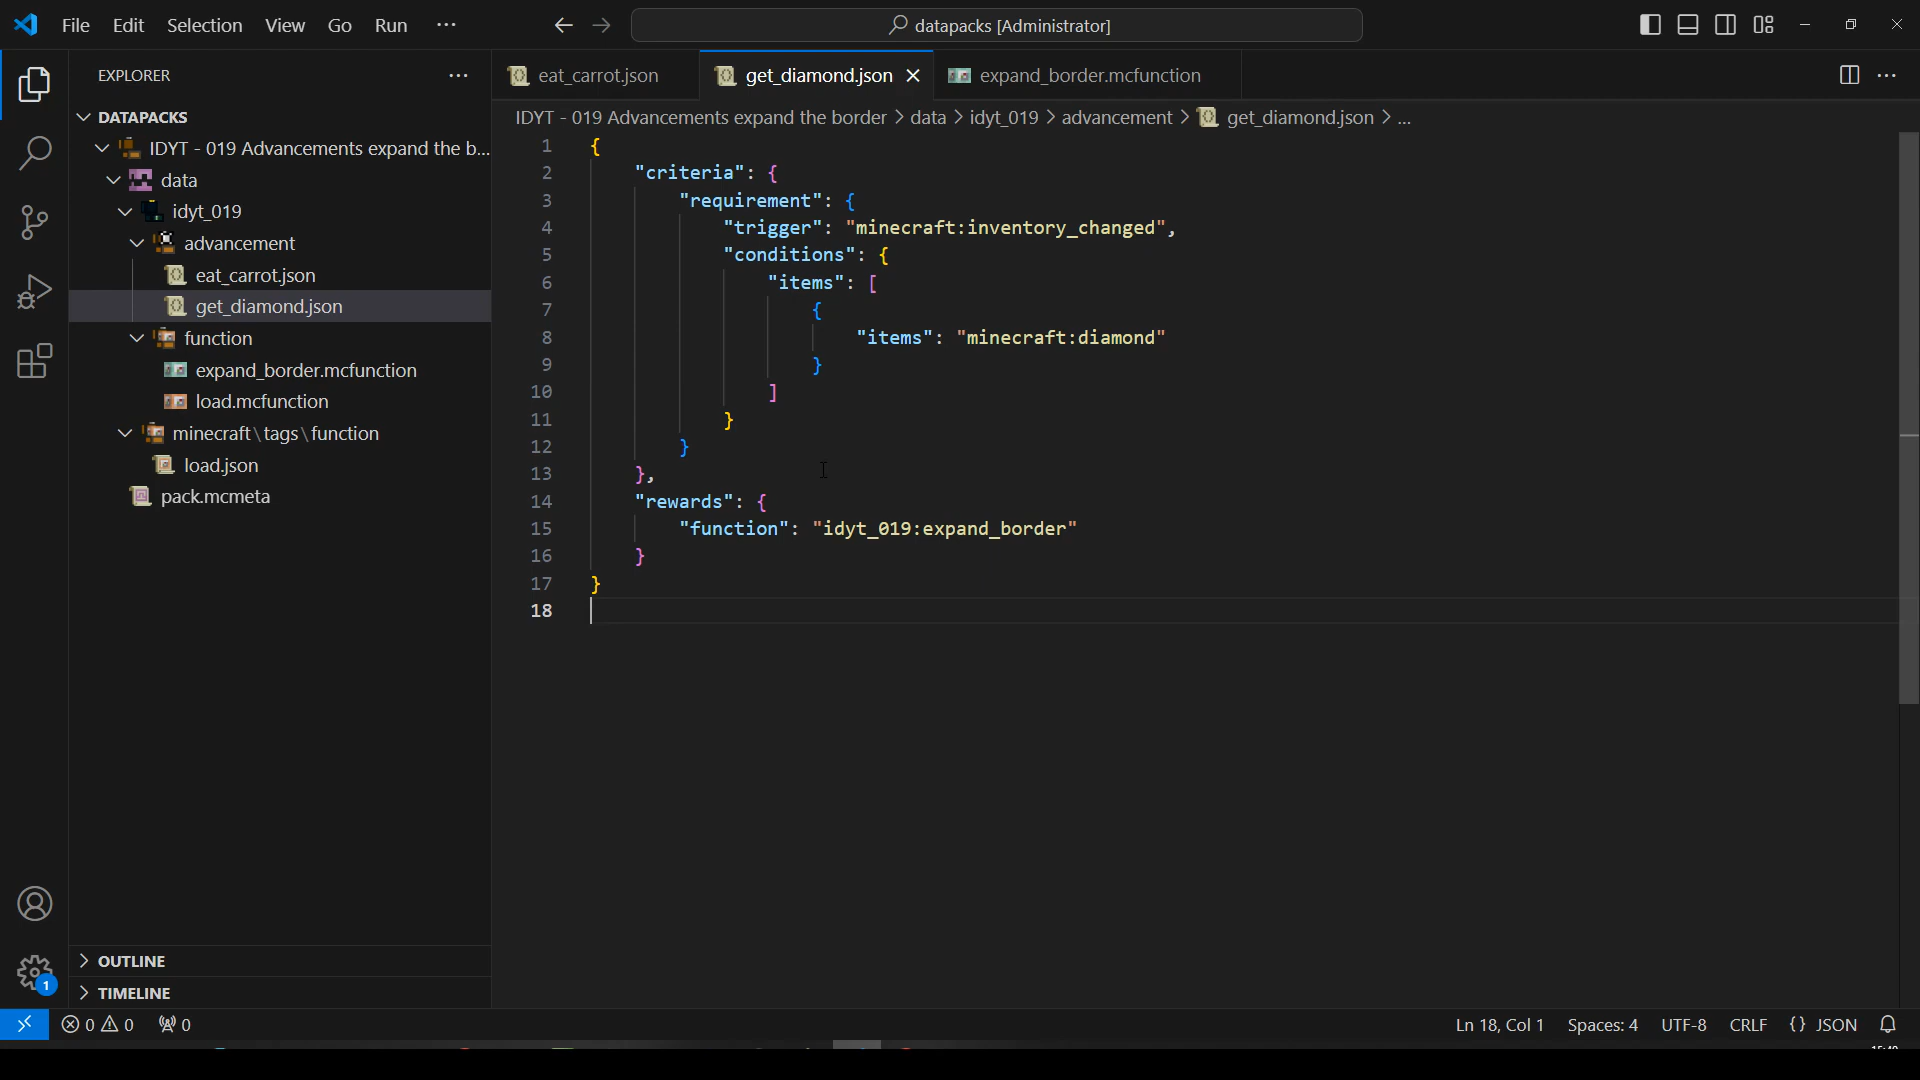 File Edit Selection View Go Run ··· datapacks [Administrator]
EXPLORER ···
DATAPACKS
IDYT - 019 Advancements expand the b...
data
idyt_019
advancement
eat_carrot.json
get_diamond.json
function
expand_border.mcfunction
load.mcfunction
minecraft\tags\function
load.json
pack.mcmeta
OUTLINE
TIMELINE
eat_carrot.json get_diamond.json expand_border.mcfunction ···
IDYT - 019 Advancements expand the border > data > idyt_019 > advancement > get_diamond.json > ...
1 {
2 "criteria": {
3 "requirement": {
4 "trigger": "minecraft:inventory_changed",
5 "conditions": {
6 "items": [
7 {
8 "items": "minecraft:diamond"
9 }
10 ]
11 }
12 }
13 },
14 "rewards": {
15 "function": "idyt_019:expand_border"
16 }
17 }
18
1
0 0 0 Ln 18, Col 1 Spaces: 4 UTF-8 CRLF {} JSON